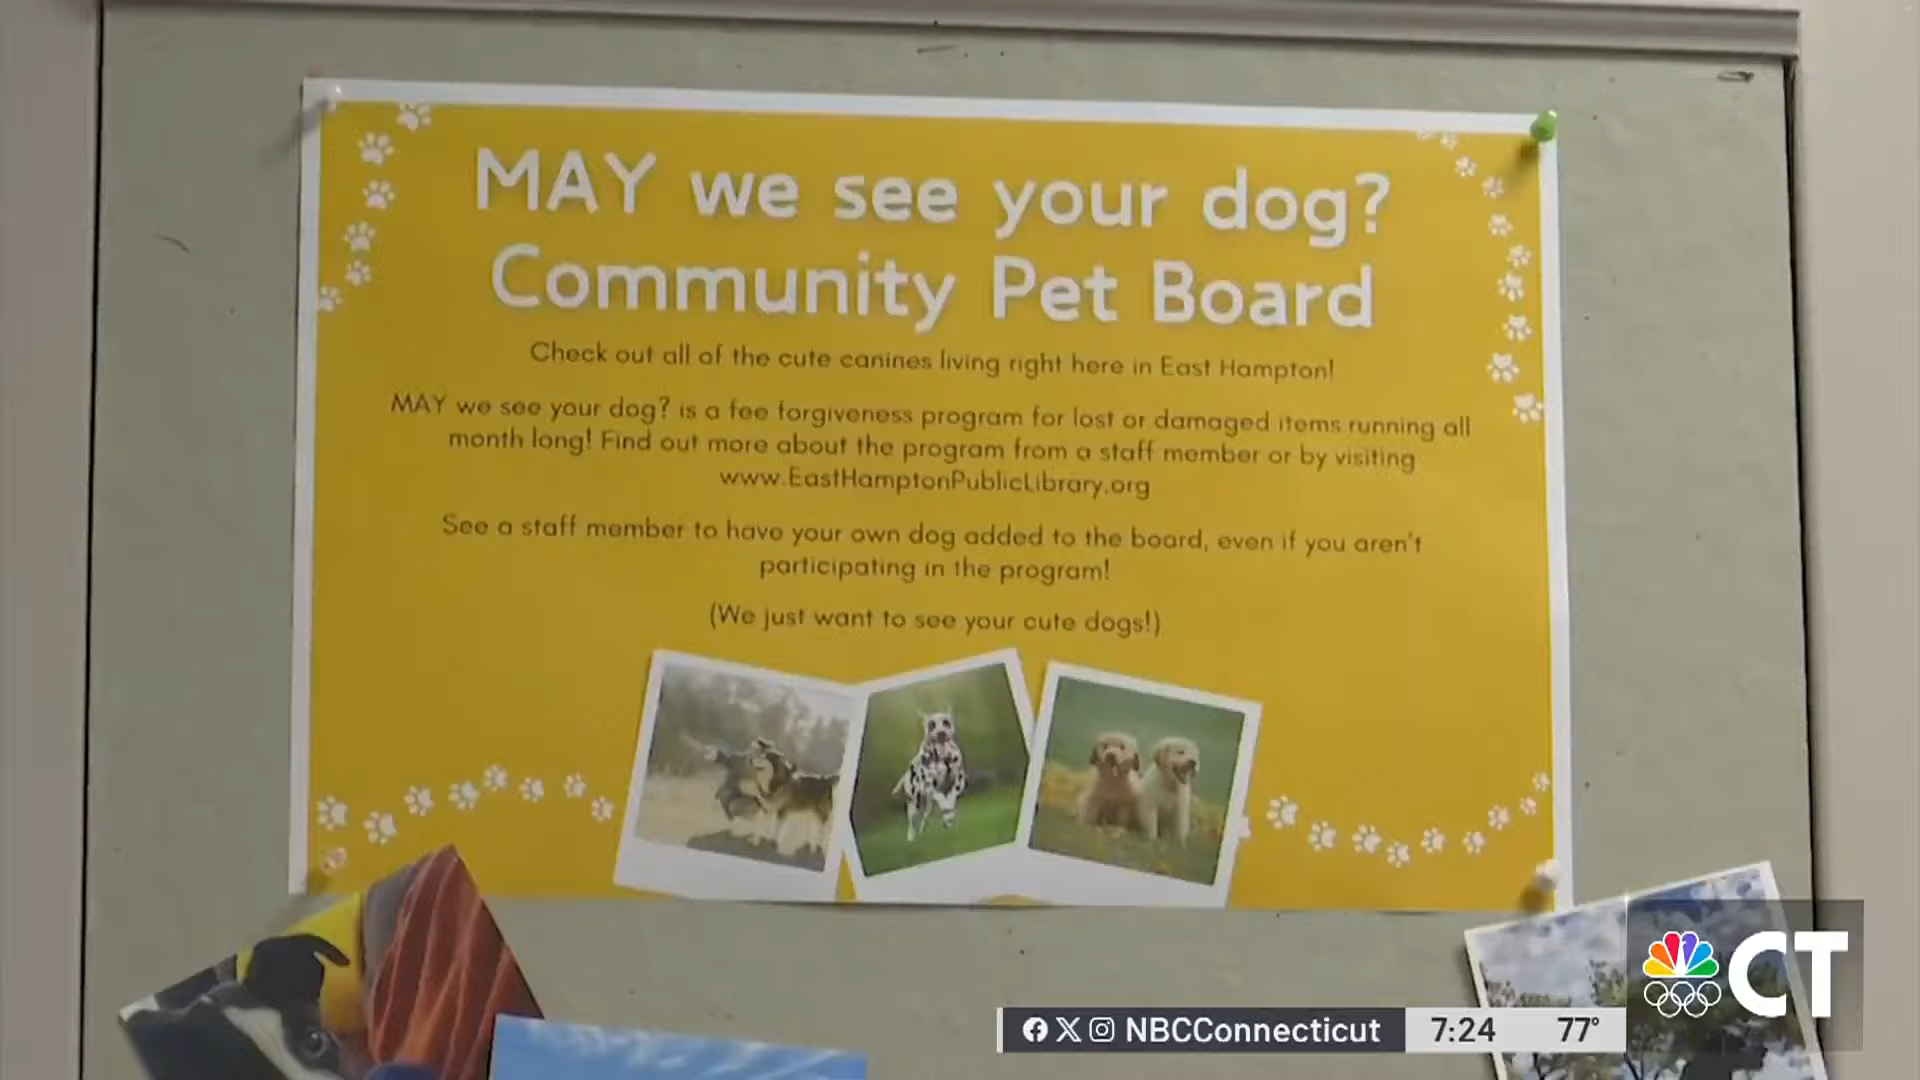 MAY we see your dog?
Community Pet Board
Check out all of the cute canines living right here in East Hampton!
MAY we see your dog? is a fee forgiveness program for lost or damaged items running all
month long! Find out more about the program from a staff member or by visiting
www.EastHamptonPublicLibrary.org
See a staff member to have your own dog added to the board, even if you aren't
participating in the program!
(We just want to see your cute dogs!)
CT
NBCConnecticut 7:24 77°